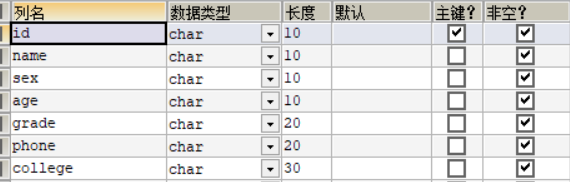 列名 数据类型 长度 默认 主键? 非空?
id char 10
name char 10
sex char 10
age char 10
grade char 20
phone char 20
college char 30